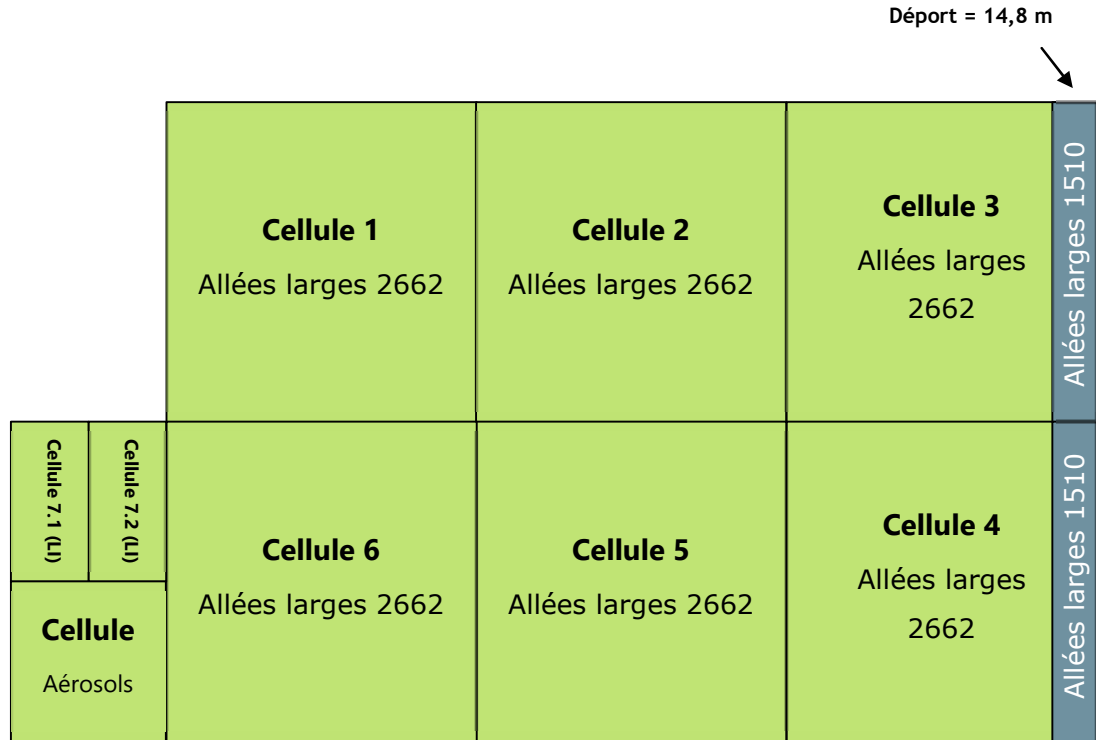 Déport = 14,8 m
Cellule 1
Allées larges 2662
Cellule 2
Allées larges 2662
Cellule 3
Allées larges
2662
Allées larges 1510
Cellule 7.1 (LI)
Cellule 7.2 (LI)
Cellule
Aérosols
Cellule 6
Allées larges 2662
Cellule 5
Allées larges 2662
Cellule 4
Allées larges
2662
Allées larges 1510